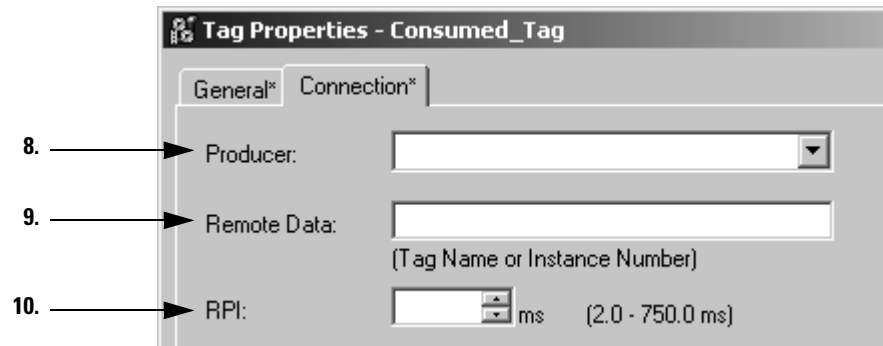 Tag Properties - Consumed_Tag
General* Connection*
8. Producer:
9. Remote Data:
(Tag Name or Instance Number)
10. RPI: ms (2.0 - 750.0 ms)